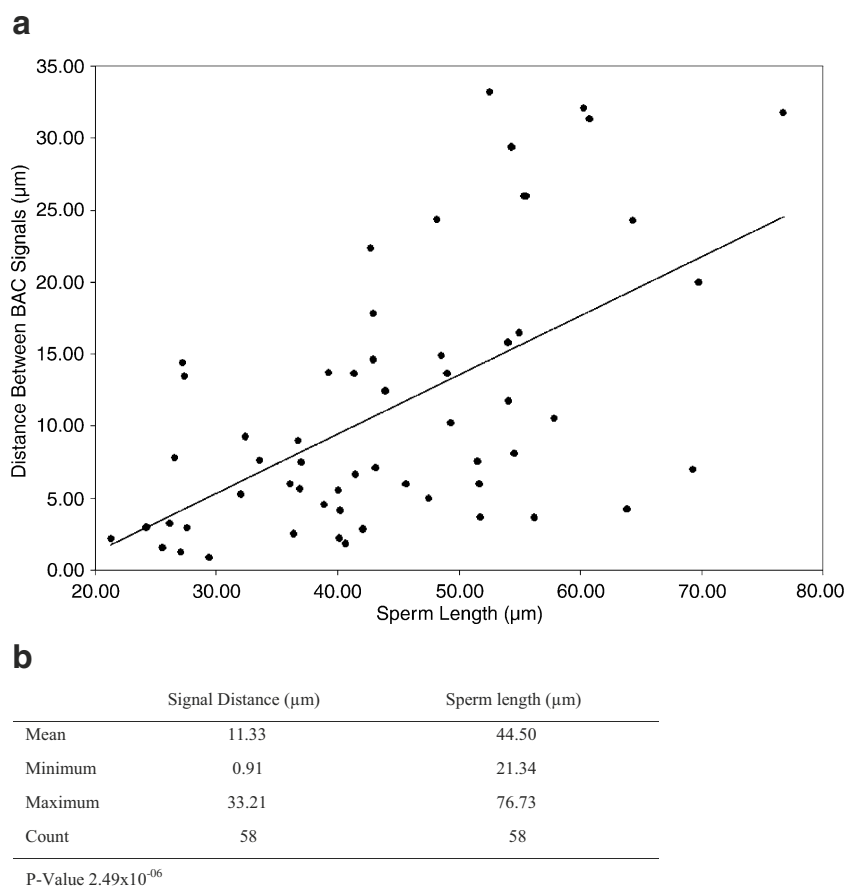 a
Distance Between BAC Signals (µm)
35.00
30.00
25.00
20.00
15.00
10.00
5.00
0.00
20.00 30.00 40.00 50.00 60.00 70.00 80.00
Sperm Length (µm)
b
Signal Distance (µm) Sperm length (µm)
Mean 11.33 44.50
Minimum 0.91 21.34
Maximum 33.21 76.73
Count 58 58
P-Value 2.49x10⁻⁰⁶